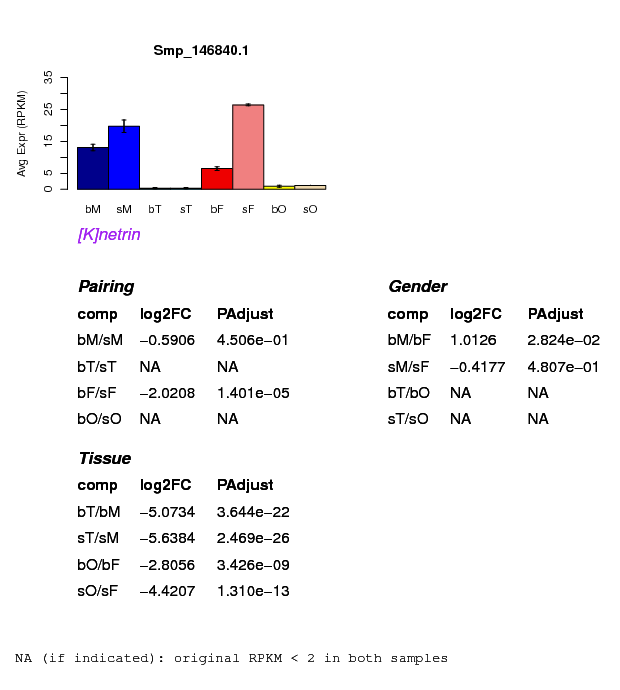 Smp_146840.1
Avg Expr (RPKM)
0 5 15 25 35
bM sM bT sT bF sF bO sO
[K]netrin
Pairing
comp log2FC PAdjust
bM/sM −0.5906 4.506e−01
bT/sT NA NA
bF/sF −2.0208 1.401e−05
bO/sO NA NA
Gender
comp log2FC PAdjust
bM/bF 1.0126 2.824e−02
sM/sF −0.4177 4.807e−01
bT/bO NA NA
sT/sO NA NA
Tissue
comp log2FC PAdjust
bT/bM −5.0734 3.644e−22
sT/sM −5.6384 2.469e−26
bO/bF −2.8056 3.426e−09
sO/sF −4.4207 1.310e−13
NA (if indicated): original RPKM < 2 in both samples